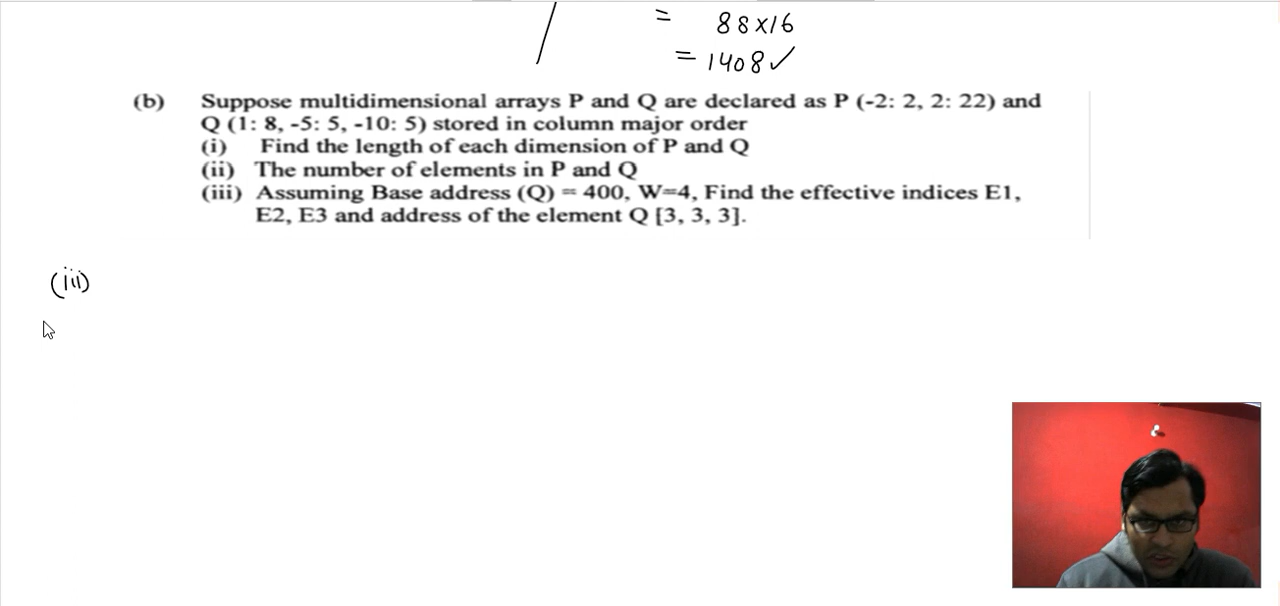 = 88×16
= 1408✓
(b) Suppose multidimensional arrays P and Q are declared as P (-2: 2, 2: 22) and
Q (1: 8, -5: 5, -10: 5) stored in column major order
(i) Find the length of each dimension of P and Q
(ii) The number of elements in P and Q
(iii) Assuming Base address (Q) = 400, W=4, Find the effective indices E1,
E2, E3 and address of the element Q [3, 3, 3].
(iii)